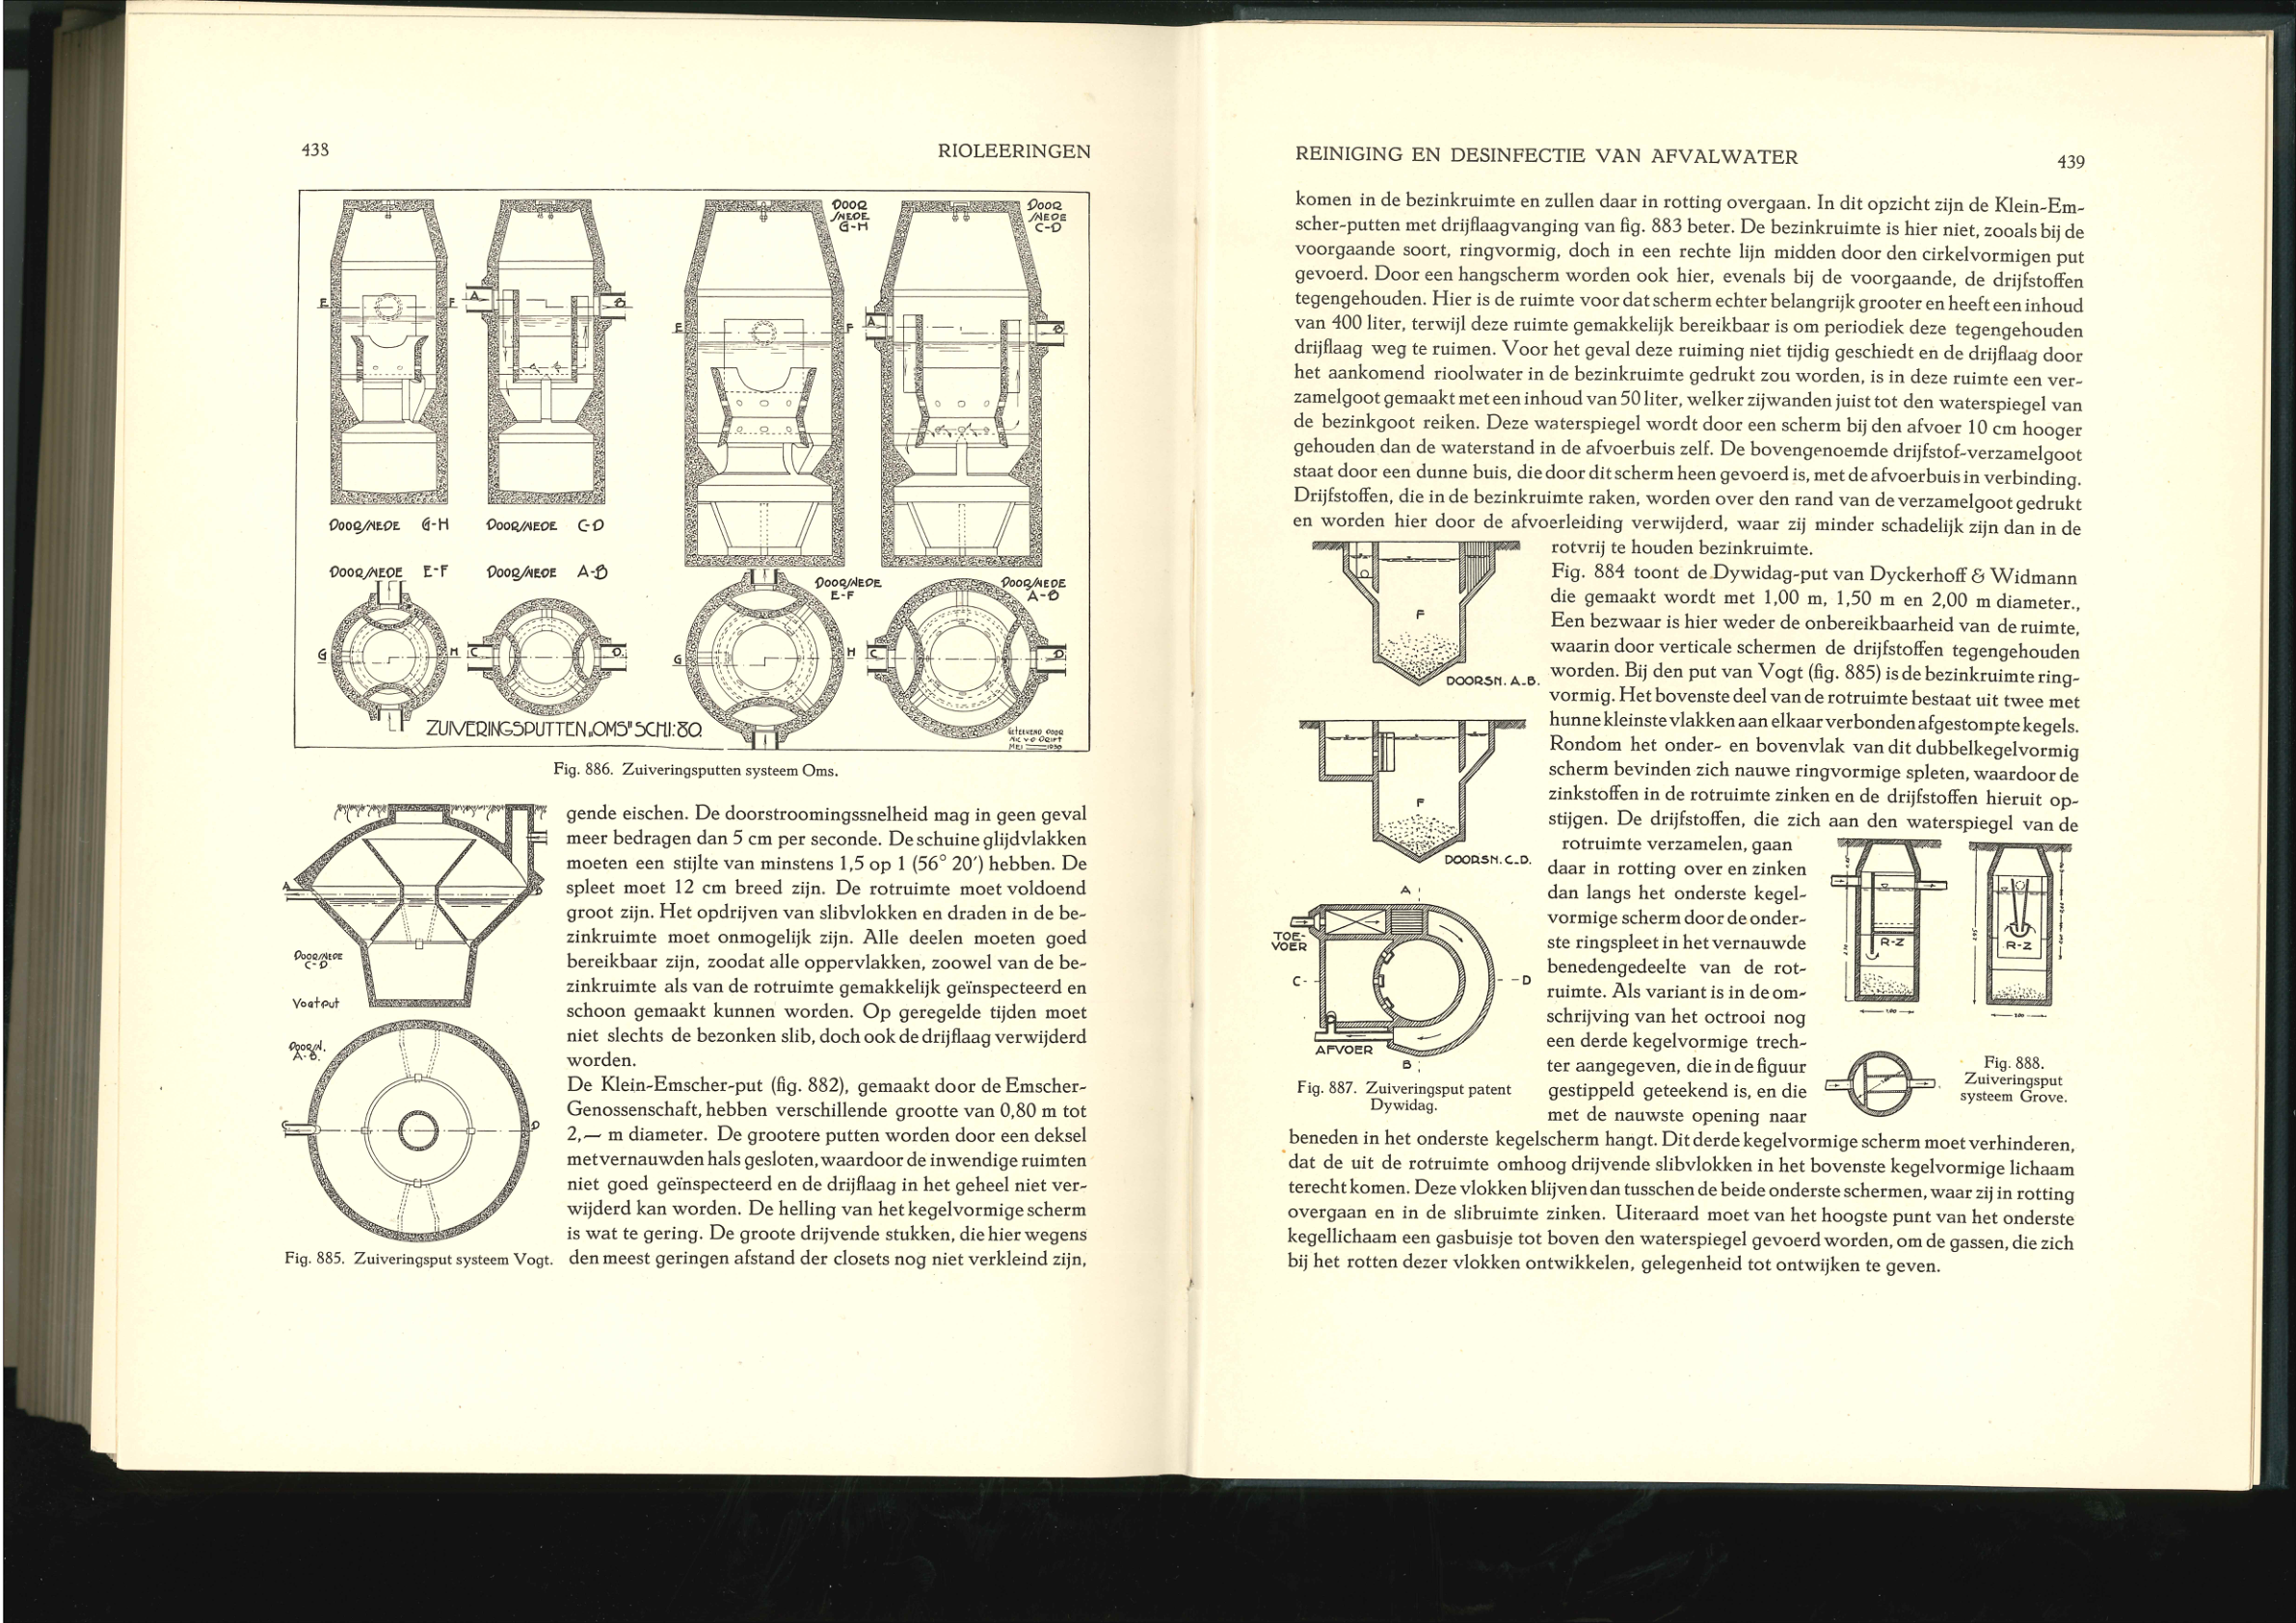 438
RIOLEERINGEN
DOORSNEDE G-H
DOORSNEDE C-D
E
F
A
B
E
F
A
B
DOORSNEDE G-H
DOORSNEDE C-D
DOORSNEDE E-F
DOORSNEDE A-B
DOORSNEDE E-F
DOORSNEDE A-B
G
H
C
D
G
H
C
D
ZUIVERINGSPUTTEN „OMS" SCH 1:80
GETEEKEND DOOR
NIC V.D DRIFT
MEI 1930
Fig. 886. Zuiveringsputten systeem Oms.
A
B
DOORSNEDE
C-D
Vogtput
DOORSN.
A-B.
C
D
Fig. 885. Zuiveringsput systeem Vogt.
gende eischen. De doorstroomingssnelheid mag in geen geval
meer bedragen dan 5 cm per seconde. De schuine glijdvlakken
moeten een stijlte van minstens 1,5 op 1 (56° 20′) hebben. De
spleet moet 12 cm breed zijn. De rotruimte moet voldoend
groot zijn. Het opdrijven van slibvlokken en draden in de be-
zinkruimte moet onmogelijk zijn. Alle deelen moeten goed
bereikbaar zijn, zoodat alle oppervlakken, zoowel van de be-
zinkruimte als van de rotruimte gemakkelijk geïnspecteerd en
schoon gemaakt kunnen worden. Op geregelde tijden moet
niet slechts de bezonken slib, doch ook de drijflaag verwijderd
worden.
De Klein-Emscher-put (fig. 882), gemaakt door de Emscher-
Genossenschaft, hebben verschillende grootte van 0,80 m tot
2,— m diameter. De grootere putten worden door een deksel
met vernauwden hals gesloten, waardoor de inwendige ruimten
niet goed geïnspecteerd en de drijflaag in het geheel niet ver-
wijderd kan worden. De helling van het kegelvormige scherm
is wat te gering. De groote drijvende stukken, die hier wegens
den meest geringen afstand der closets nog niet verkleind zijn,
REINIGING EN DESINFECTIE VAN AFVALWATER
439
komen in de bezinkruimte en zullen daar in rotting overgaan. In dit opzicht zijn de Klein-Em-
scher-putten met drijflaagvanging van fig. 883 beter. De bezinkruimte is hier niet, zooals bij de
voorgaande soort, ringvormig, doch in een rechte lijn midden door den cirkelvormigen put
gevoerd. Door een hangscherm worden ook hier, evenals bij de voorgaande, de drijfstoffen
tegengehouden. Hier is de ruimte voor dat scherm echter belangrijk grooter en heeft een inhoud
van 400 liter, terwijl deze ruimte gemakkelijk bereikbaar is om periodiek deze tegengehouden
drijflaag weg te ruimen. Voor het geval deze ruiming niet tijdig geschiedt en de drijflaag door
het aankomend rioolwater in de bezinkruimte gedrukt zou worden, is in deze ruimte een ver-
zamelgoot gemaakt met een inhoud van 50 liter, welker zijwanden juist tot den waterspiegel van
de bezinkgoot reiken. Deze waterspiegel wordt door een scherm bij den afvoer 10 cm hooger
gehouden dan de waterstand in de afvoerbuis zelf. De bovengenoemde drijfstof-verzamelgoot
staat door een dunne buis, die door dit scherm heen gevoerd is, met de afvoerbuis in verbinding.
Drijfstoffen, die in de bezinkruimte raken, worden over den rand van de verzamelgoot gedrukt
en worden hier door de afvoerleiding verwijderd, waar zij minder schadelijk zijn dan in de
rotvrij te houden bezinkruimte.
Fig. 884 toont de Dywidag-put van Dyckerhoff & Widmann
die gemaakt wordt met 1,00 m, 1,50 m en 2,00 m diameter.,
Een bezwaar is hier weder de onbereikbaarheid van de ruimte,
waarin door verticale schermen de drijfstoffen tegengehouden
worden. Bij den put van Vogt (fig. 885) is de bezinkruimte ring-
vormig. Het bovenste deel van de rotruimte bestaat uit twee met
hunne kleinste vlakken aan elkaar verbonden afgestompte kegels.
Rondom het onder- en bovenvlak van dit dubbelkegelvormig
scherm bevinden zich nauwe ringvormige spleten, waardoor de
zinkstoffen in de rotruimte zinken en de drijfstoffen hieruit op-
stijgen. De drijfstoffen, die zich aan den waterspiegel van de
rotruimte verzamelen, gaan
daar in rotting over en zinken
dan langs het onderste kegel-
vormige scherm door de onder-
ste ringspleet in het vernauwde
benedengedeelte van de rot-
ruimte. Als variant is in de om-
schrijving van het octrooi nog
een derde kegelvormige trech-
ter aangegeven, die in de figuur
gestippeld geteekend is, en die
met de nauwste opening naar
beneden in het onderste kegelscherm hangt. Dit derde kegelvormige scherm moet verhinderen,
dat de uit de rotruimte omhoog drijvende slibvlokken in het bovenste kegelvormige lichaam
terecht komen. Deze vlokken blijven dan tusschen de beide onderste schermen, waar zij in rotting
overgaan en in de slibruimte zinken. Uiteraard moet van het hoogste punt van het onderste
kegellichaam een gasbuisje tot boven den waterspiegel gevoerd worden, om de gassen, die zich
bij het rotten dezer vlokken ontwikkelen, gelegenheid tot ontwijken te geven.
F
DOORSN. A-B.
F
DOORSN. C-D.
A
TOE-
VOER
C
D
AFVOER
B
Fig. 887. Zuiveringsput patent
Dywidag.
R-Z
R-Z
Fig. 888.
Zuiveringsput
systeem Grove.